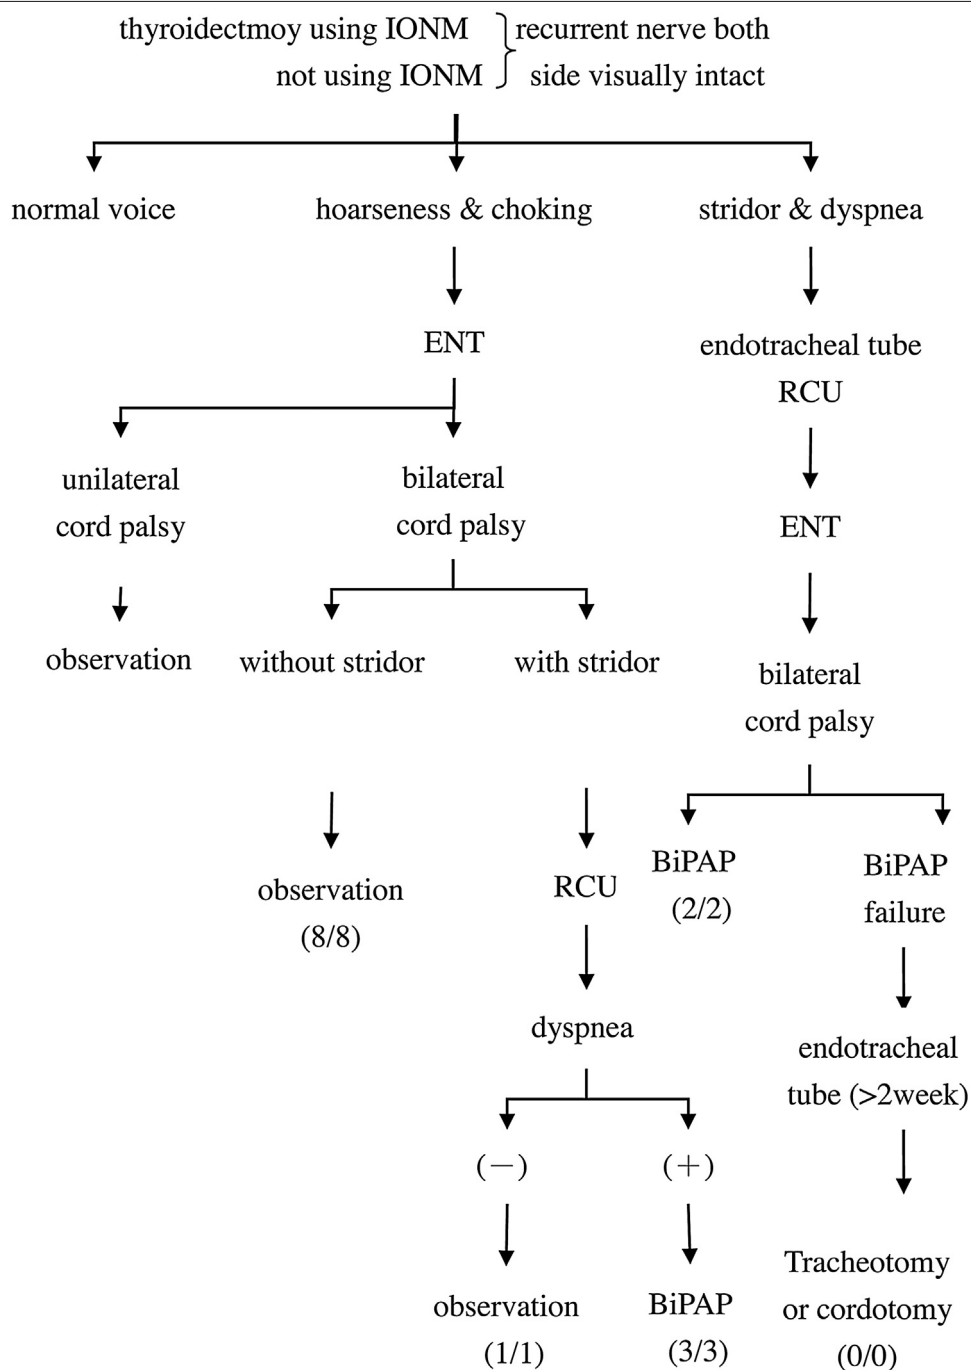 thyroidectmoy using IONM
not using IONM
recurrent nerve both
side visually intact
normal voice
hoarseness & choking
stridor & dyspnea
ENT
endotracheal tube
RCU
unilateral
cord palsy
bilateral
cord palsy
ENT
observation
without stridor
with stridor
bilateral
cord palsy
observation
(8/8)
RCU
BiPAP
(2/2)
BiPAP
failure
dyspnea
endotracheal
tube (>2week)
(−)
(+)
observation
(1/1)
BiPAP
(3/3)
Tracheotomy
or cordotomy
(0/0)